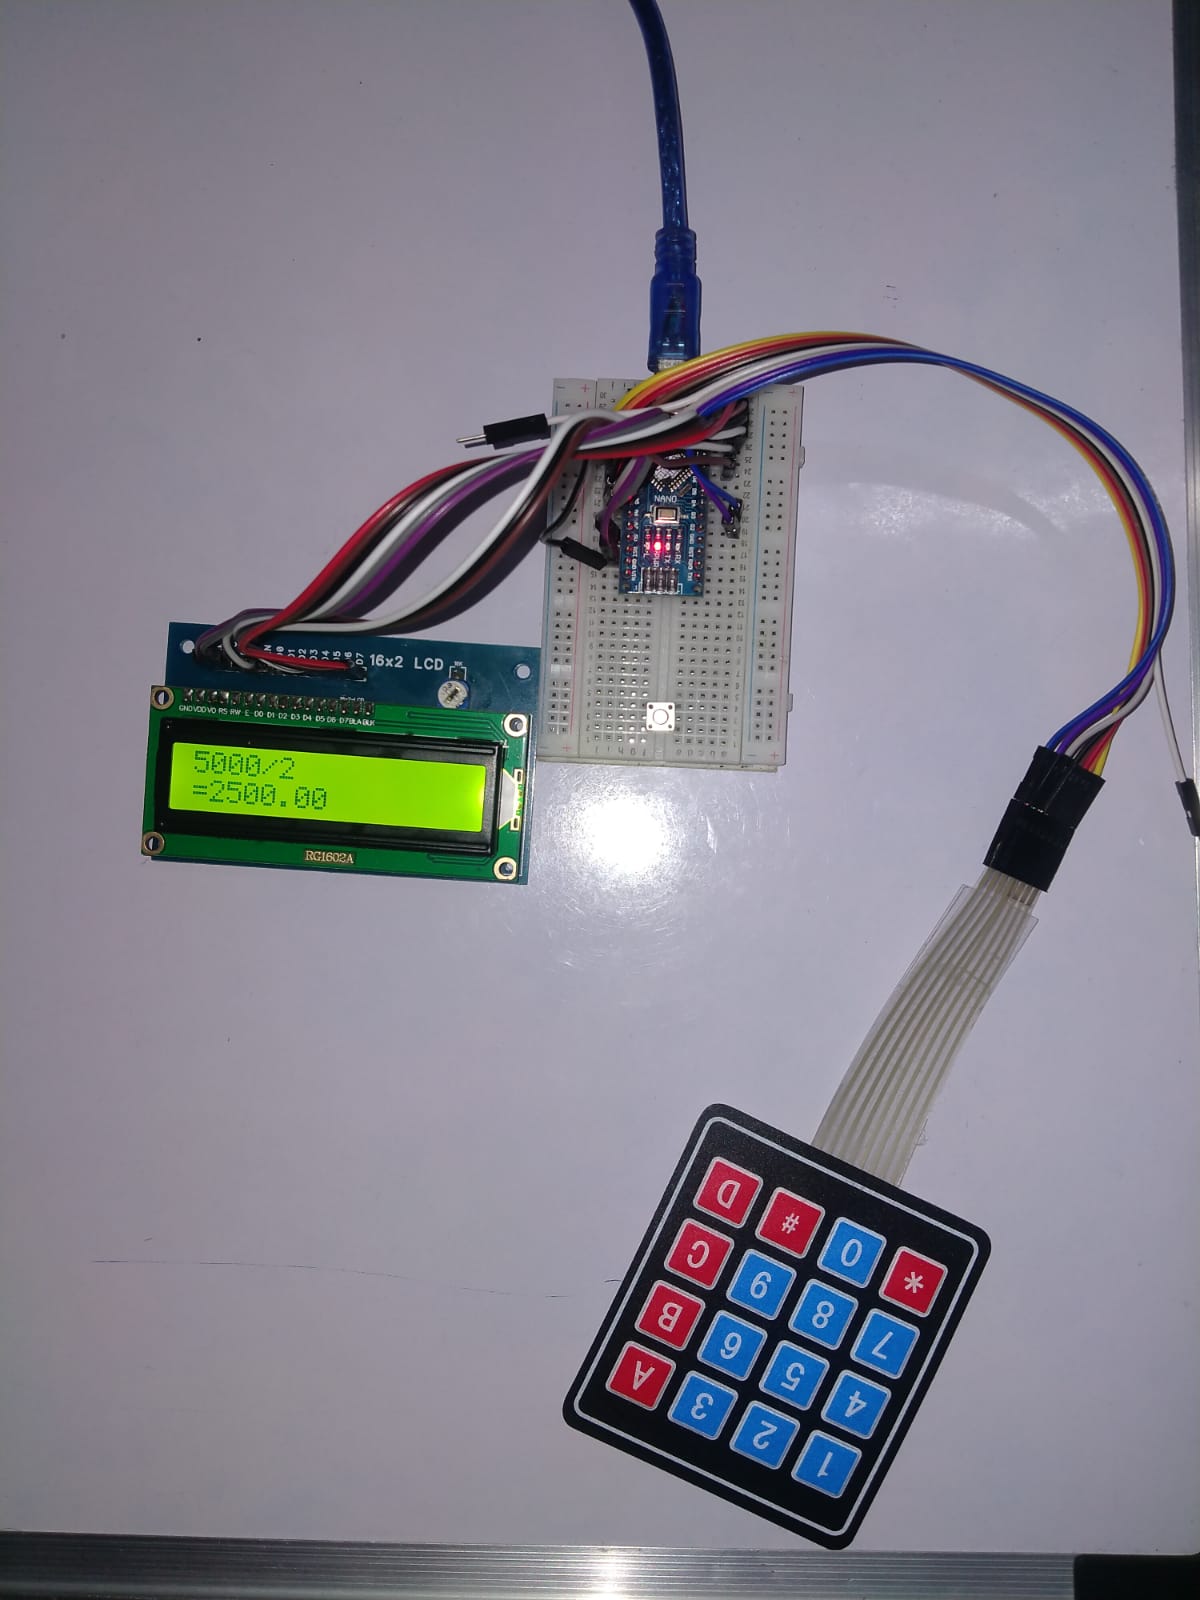 NANO
16x2 LCD
GND VDD VO RS RW E D0 D1 D2 D3 D4 D5 D6 D7 BLA BLK
5000/2
=2500.00
RG1602A
D # 0 *
C 9 8 7
B 6 5 4
A 3 2 1